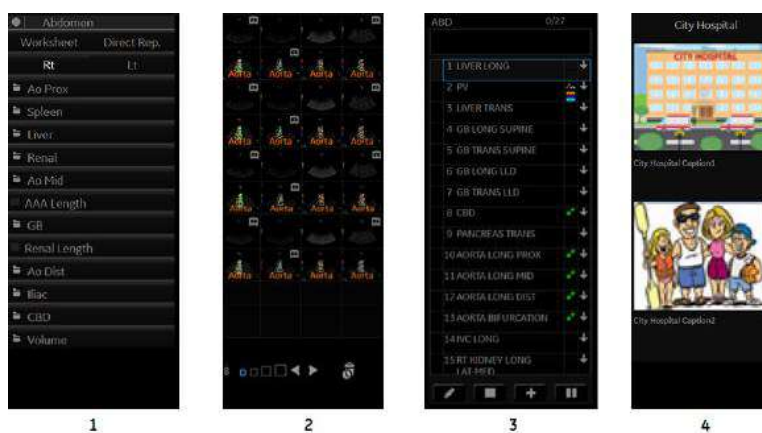 Abdomen
Worksheet Direct Rep.
Rt Lt
Ao Prox
Spleen
Liver
Renal
Ao Mid
AAA Length
GB
Renal Length
Ao Dist
Iliac
CBD
Volume
1
Aorta Aorta Aorta Aorta
Aorta Aorta Aorta Aorta
Aorta Aorta Aorta Aorta
Aorta Aorta Aorta Aorta
8
2
ABD 0/27
1 LIVER LONG
2 PV
3 LIVER TRANS
4 GB LONG SUPINE
5 GB TRANS SUPINE
6 GB LONG LLD
7 GB TRANS LLD
8 CBD
9 PANCREAS TRANS
10 AORTA LONG PROX
11 AORTA LONG MID
12 AORTA LONG DIST
13 AORTA BIFURCATION
14 IVC LONG
15 RT KIDNEY LONG
LAT-MED
3
City Hospital
CITY HOSPITAL
City Hospital Caption1
City Hospital Caption2
4